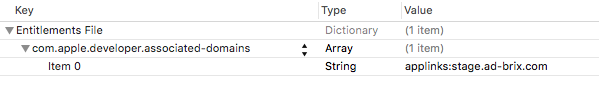 Key Type Value
Entitlements File Dictionary (1 item)
com.apple.developer.associated-domains Array (1 item)
Item 0 String applinks:stage.ad-brix.com